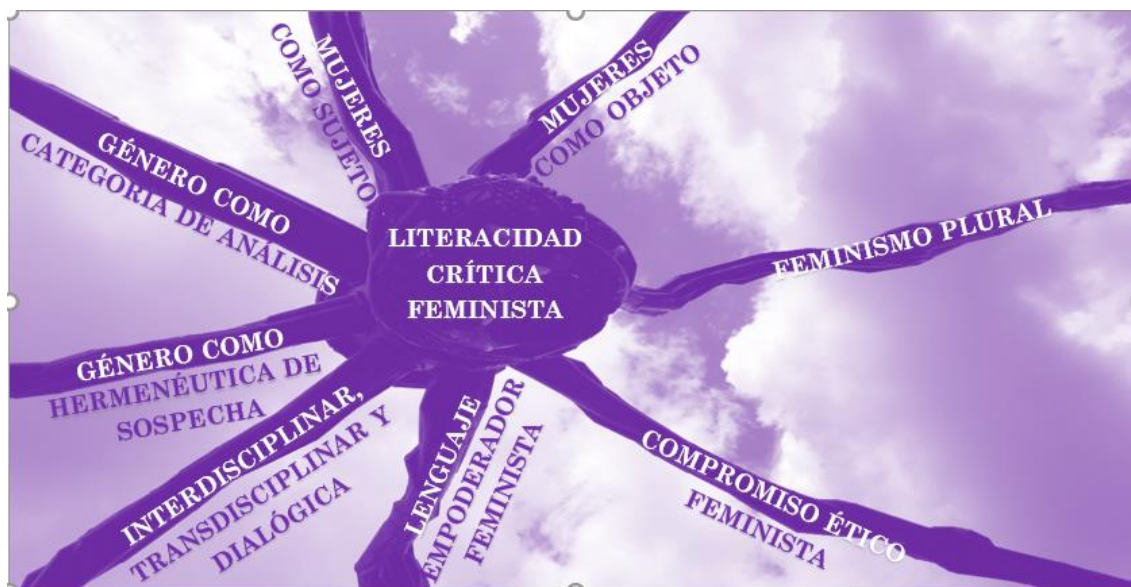 MUJERES
COMO SUJETO
MUJERES
COMO OBJETO
GÉNERO COMO
CATEGORÍA DE ANÁLISIS
LITERACIDAD
CRÍTICA
FEMINISTA
FEMINISMO PLURAL
GÉNERO COMO
HERMENÉUTICA DE
SOSPECHA
INTERDISCIPLINAR,
TRANSDISCIPLINAR Y
DIALÓGICA
LENGUAJE
EMPODERADOR
FEMINISTA
COMPROMISO ÉTICO
FEMINISTA